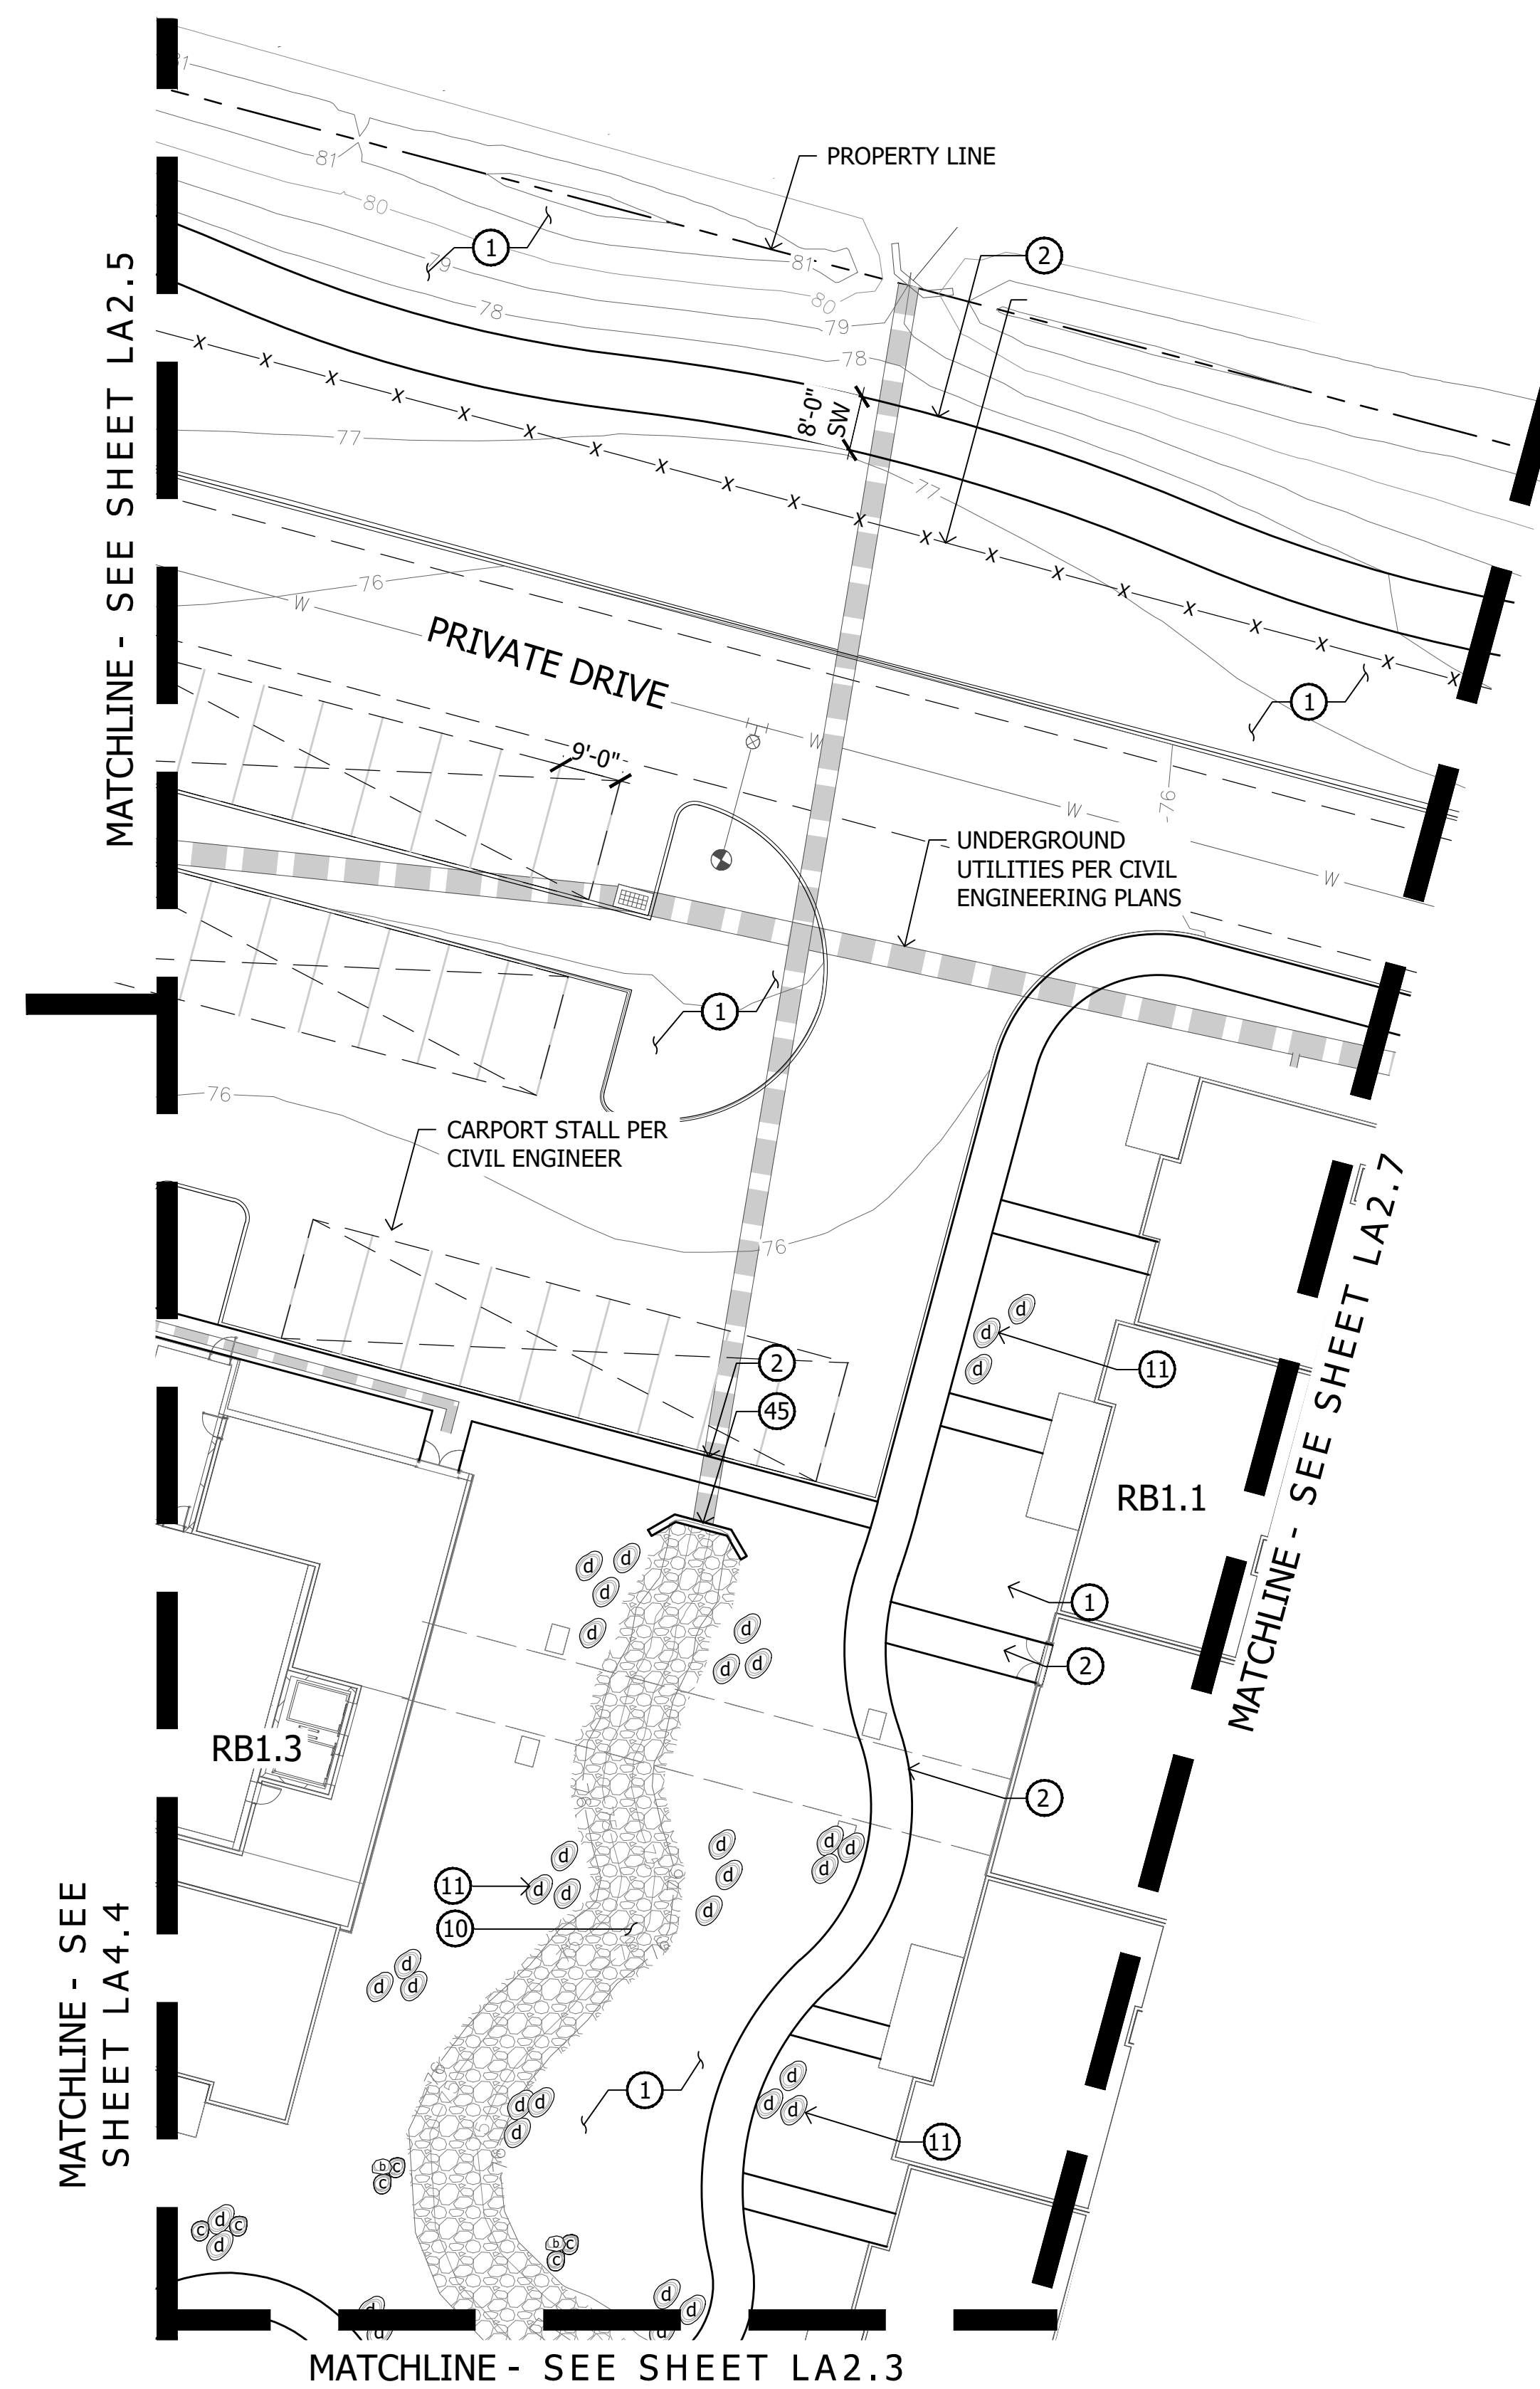 81
PROPERTY LINE
81
80
1
2
79
81
80
78
79
78
8'-0"
SW
77
77
MATCHLINE - SEE SHEET LA2.5
76
W
PRIVATE DRIVE
1
W
9'-0"
76
W
UNDERGROUND
UTILITIES PER CIVIL
ENGINEERING PLANS
W
1
76
CARPORT STALL PER
CIVIL ENGINEER
76
d
d
d
11
2
45
MATCHLINE - SEE SHEET LA2.7
RB1.1
d
d
d
d
1
d
d
d
2
RB1.3
2
d
d
d
d
d
d
11
d
d
d
d
10
d
d
d
MATCHLINE - SEE
SHEET LA4.4
76
1
d
d
d
d
d
d
11
b
c
c
d
c
c
d
b
c
c
d
d
d
d
d
MATCHLINE - SEE SHEET LA2.3